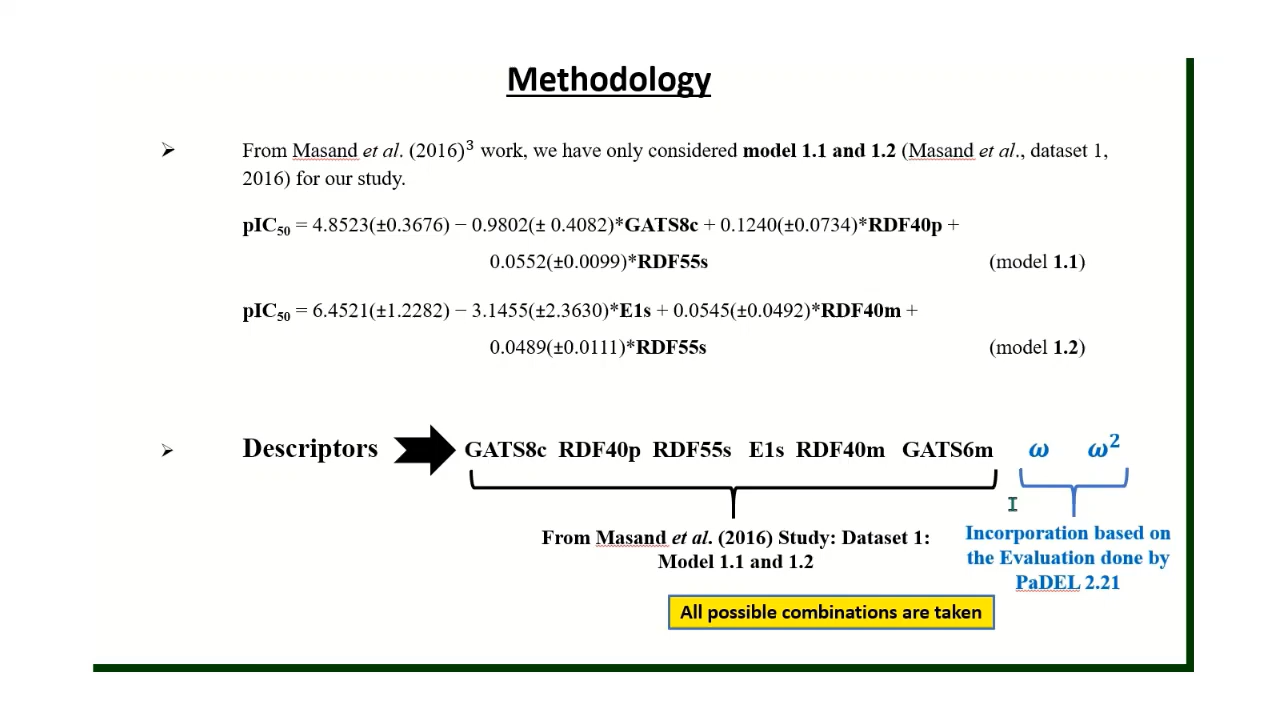 Methodology
➢ From Masand et al. (2016)³ work, we have only considered model 1.1 and 1.2 (Masand et al., dataset 1,
2016) for our study.
pIC₅₀ = 4.8523(±0.3676) − 0.9802(± 0.4082)*GATS8c + 0.1240(±0.0734)*RDF40p +
0.0552(±0.0099)*RDF55s (model 1.1)
pIC₅₀ = 6.4521(±1.2282) − 3.1455(±2.3630)*E1s + 0.0545(±0.0492)*RDF40m +
0.0489(±0.0111)*RDF55s (model 1.2)
➢ Descriptors GATS8c RDF40p RDF55s E1s RDF40m GATS6m ω ω²
From Masand et al. (2016) Study: Dataset 1:
Model 1.1 and 1.2
Incorporation based on
the Evaluation done by
PaDEL 2.21
All possible combinations are taken